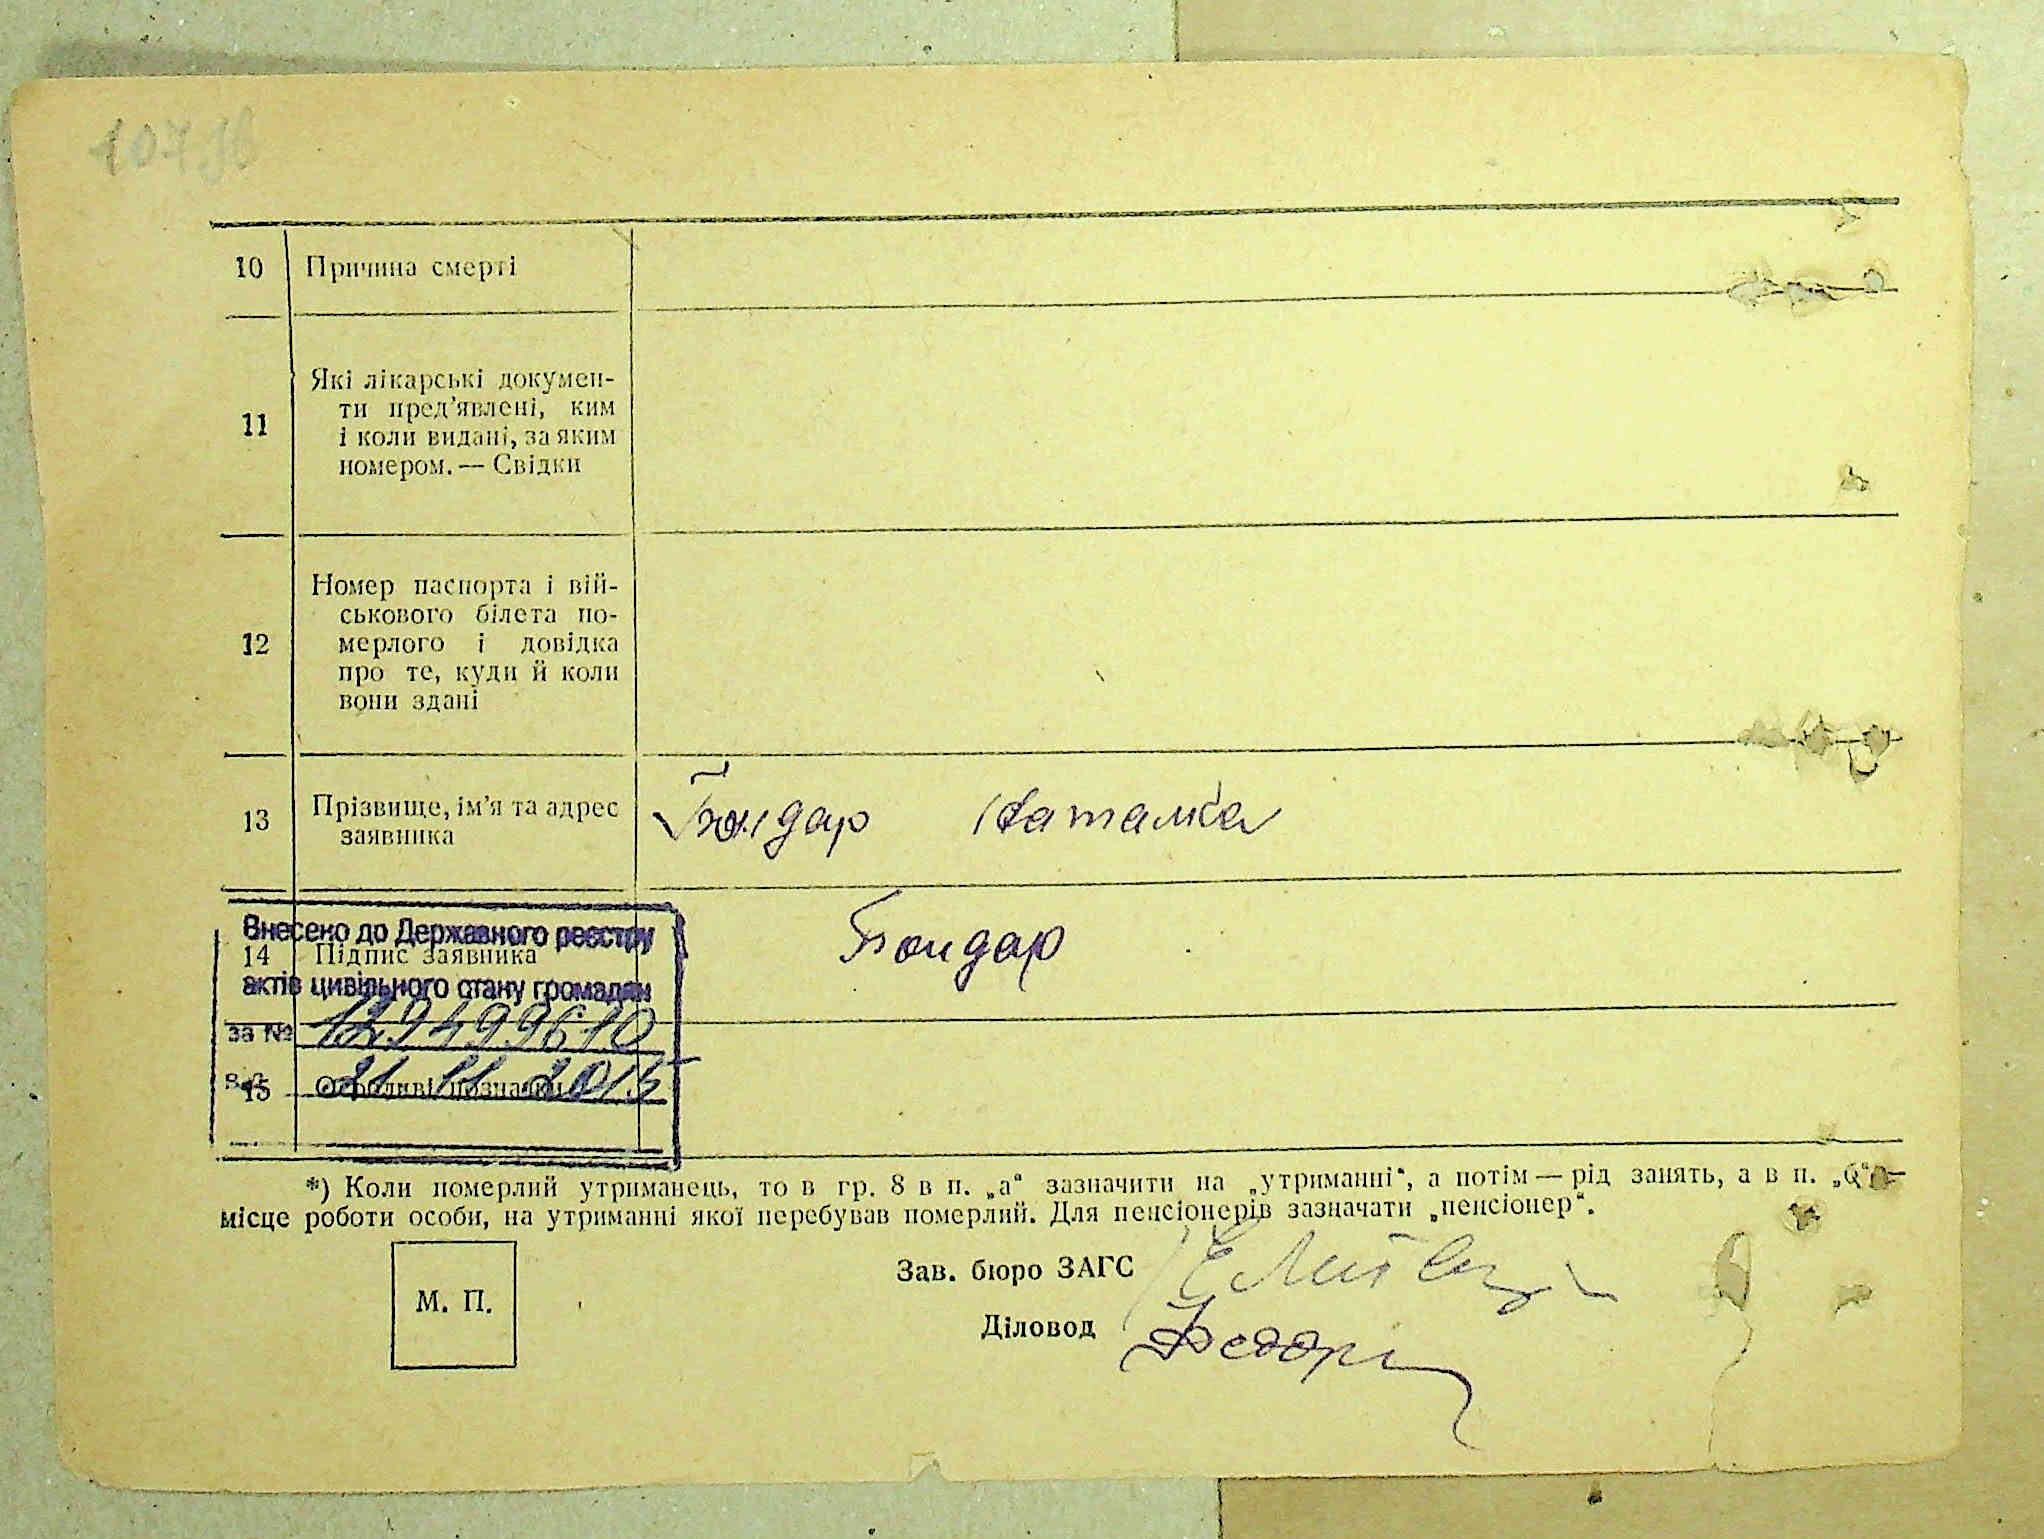 10 Причина смерті
11 Які лікарські докумен-
ти пред’явлені, ким
і коли видані, за яким
номером. — Свідки
12 Номер паспорта і вій-
ськового білета по-
мерлого і довідка
про те, куди й коли
вони здані
13 Прізвище, ім’я та адрес
заявника
Бондар Наталка
Внесено до Державного реєстру
14 Підпис заявника
Бондар
актів цивільного стану громадян
за №
15 Особливі позначки
*) Коли померлий утриманець, то в гр. 8 в п. „а“ зазначити на „утриманні“, а потім — рід занять, а в п. „б“—
місце роботи особи, на утриманні якої перебував померлий. Для пенсіонерів зазначати „пенсіонер“.
Зав. бюро ЗАГС
М. П.
Діловод